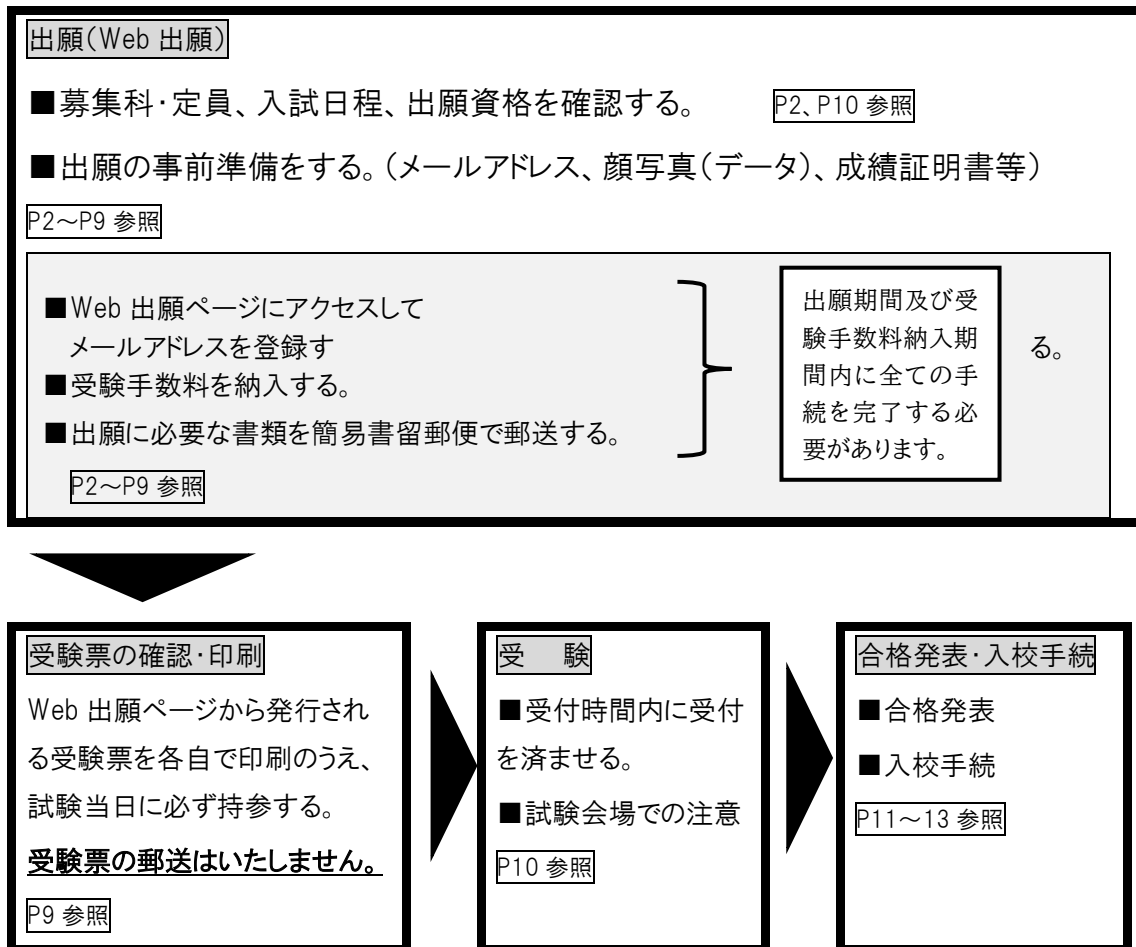 出願(Web 出願)
■募集科・定員、入試日程、出願資格を確認する。 P2、P10 参照
■出願の事前準備をする。(メールアドレス、顔写真(データ)、成績証明書等)
P2～P9 参照
■Web 出願ページにアクセスして
メールアドレスを登録す
る。
■受験手数料を納入する。
■出願に必要な書類を簡易書留郵便で郵送する。
P2～P9 参照
出願期間及び受
験手数料納入期
間内に全ての手
続を完了する必
要があります。
受験票の確認・印刷
Web 出願ページから発行され
る受験票を各自で印刷のうえ、
試験当日に必ず持参する。
受験票の郵送はいたしません。
P9 参照
受 験
■受付時間内に受付
を済ませる。
■試験会場での注意
P10 参照
合格発表・入校手続
■合格発表
■入校手続
P11～13 参照